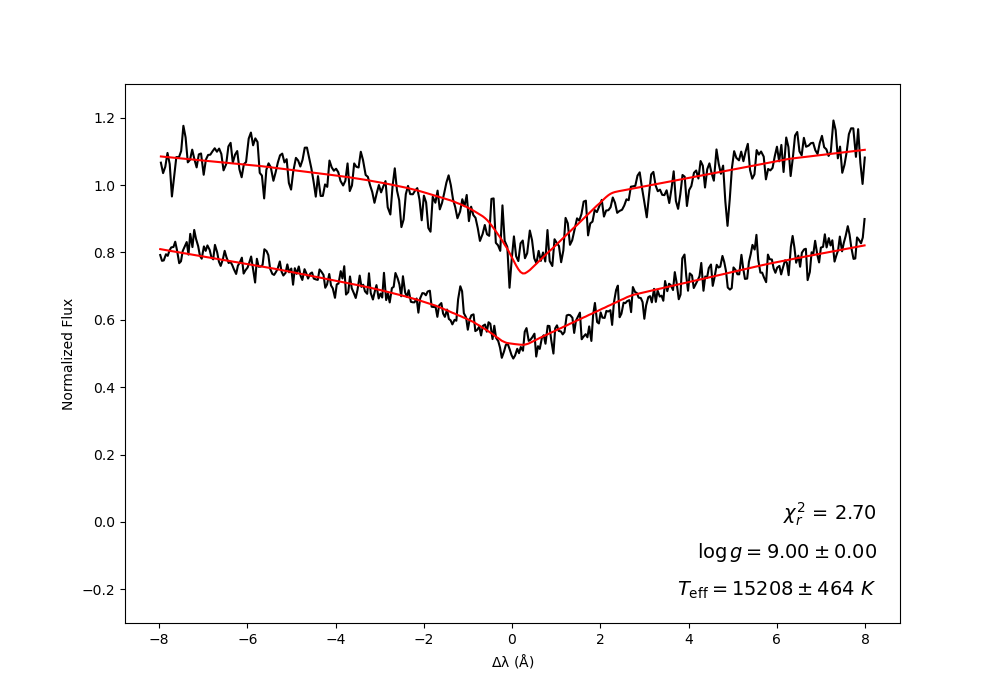 1.2
1.0
0.8
0.6
0.4
0.2
0.0
−0.2
Normalized Flux
χ²ᵣ = 2.70
log g = 9.00 ± 0.00
T_eff = 15208 ± 464 K
−8 −6 −4 −2 0 2 4 6 8
Δλ (Å)